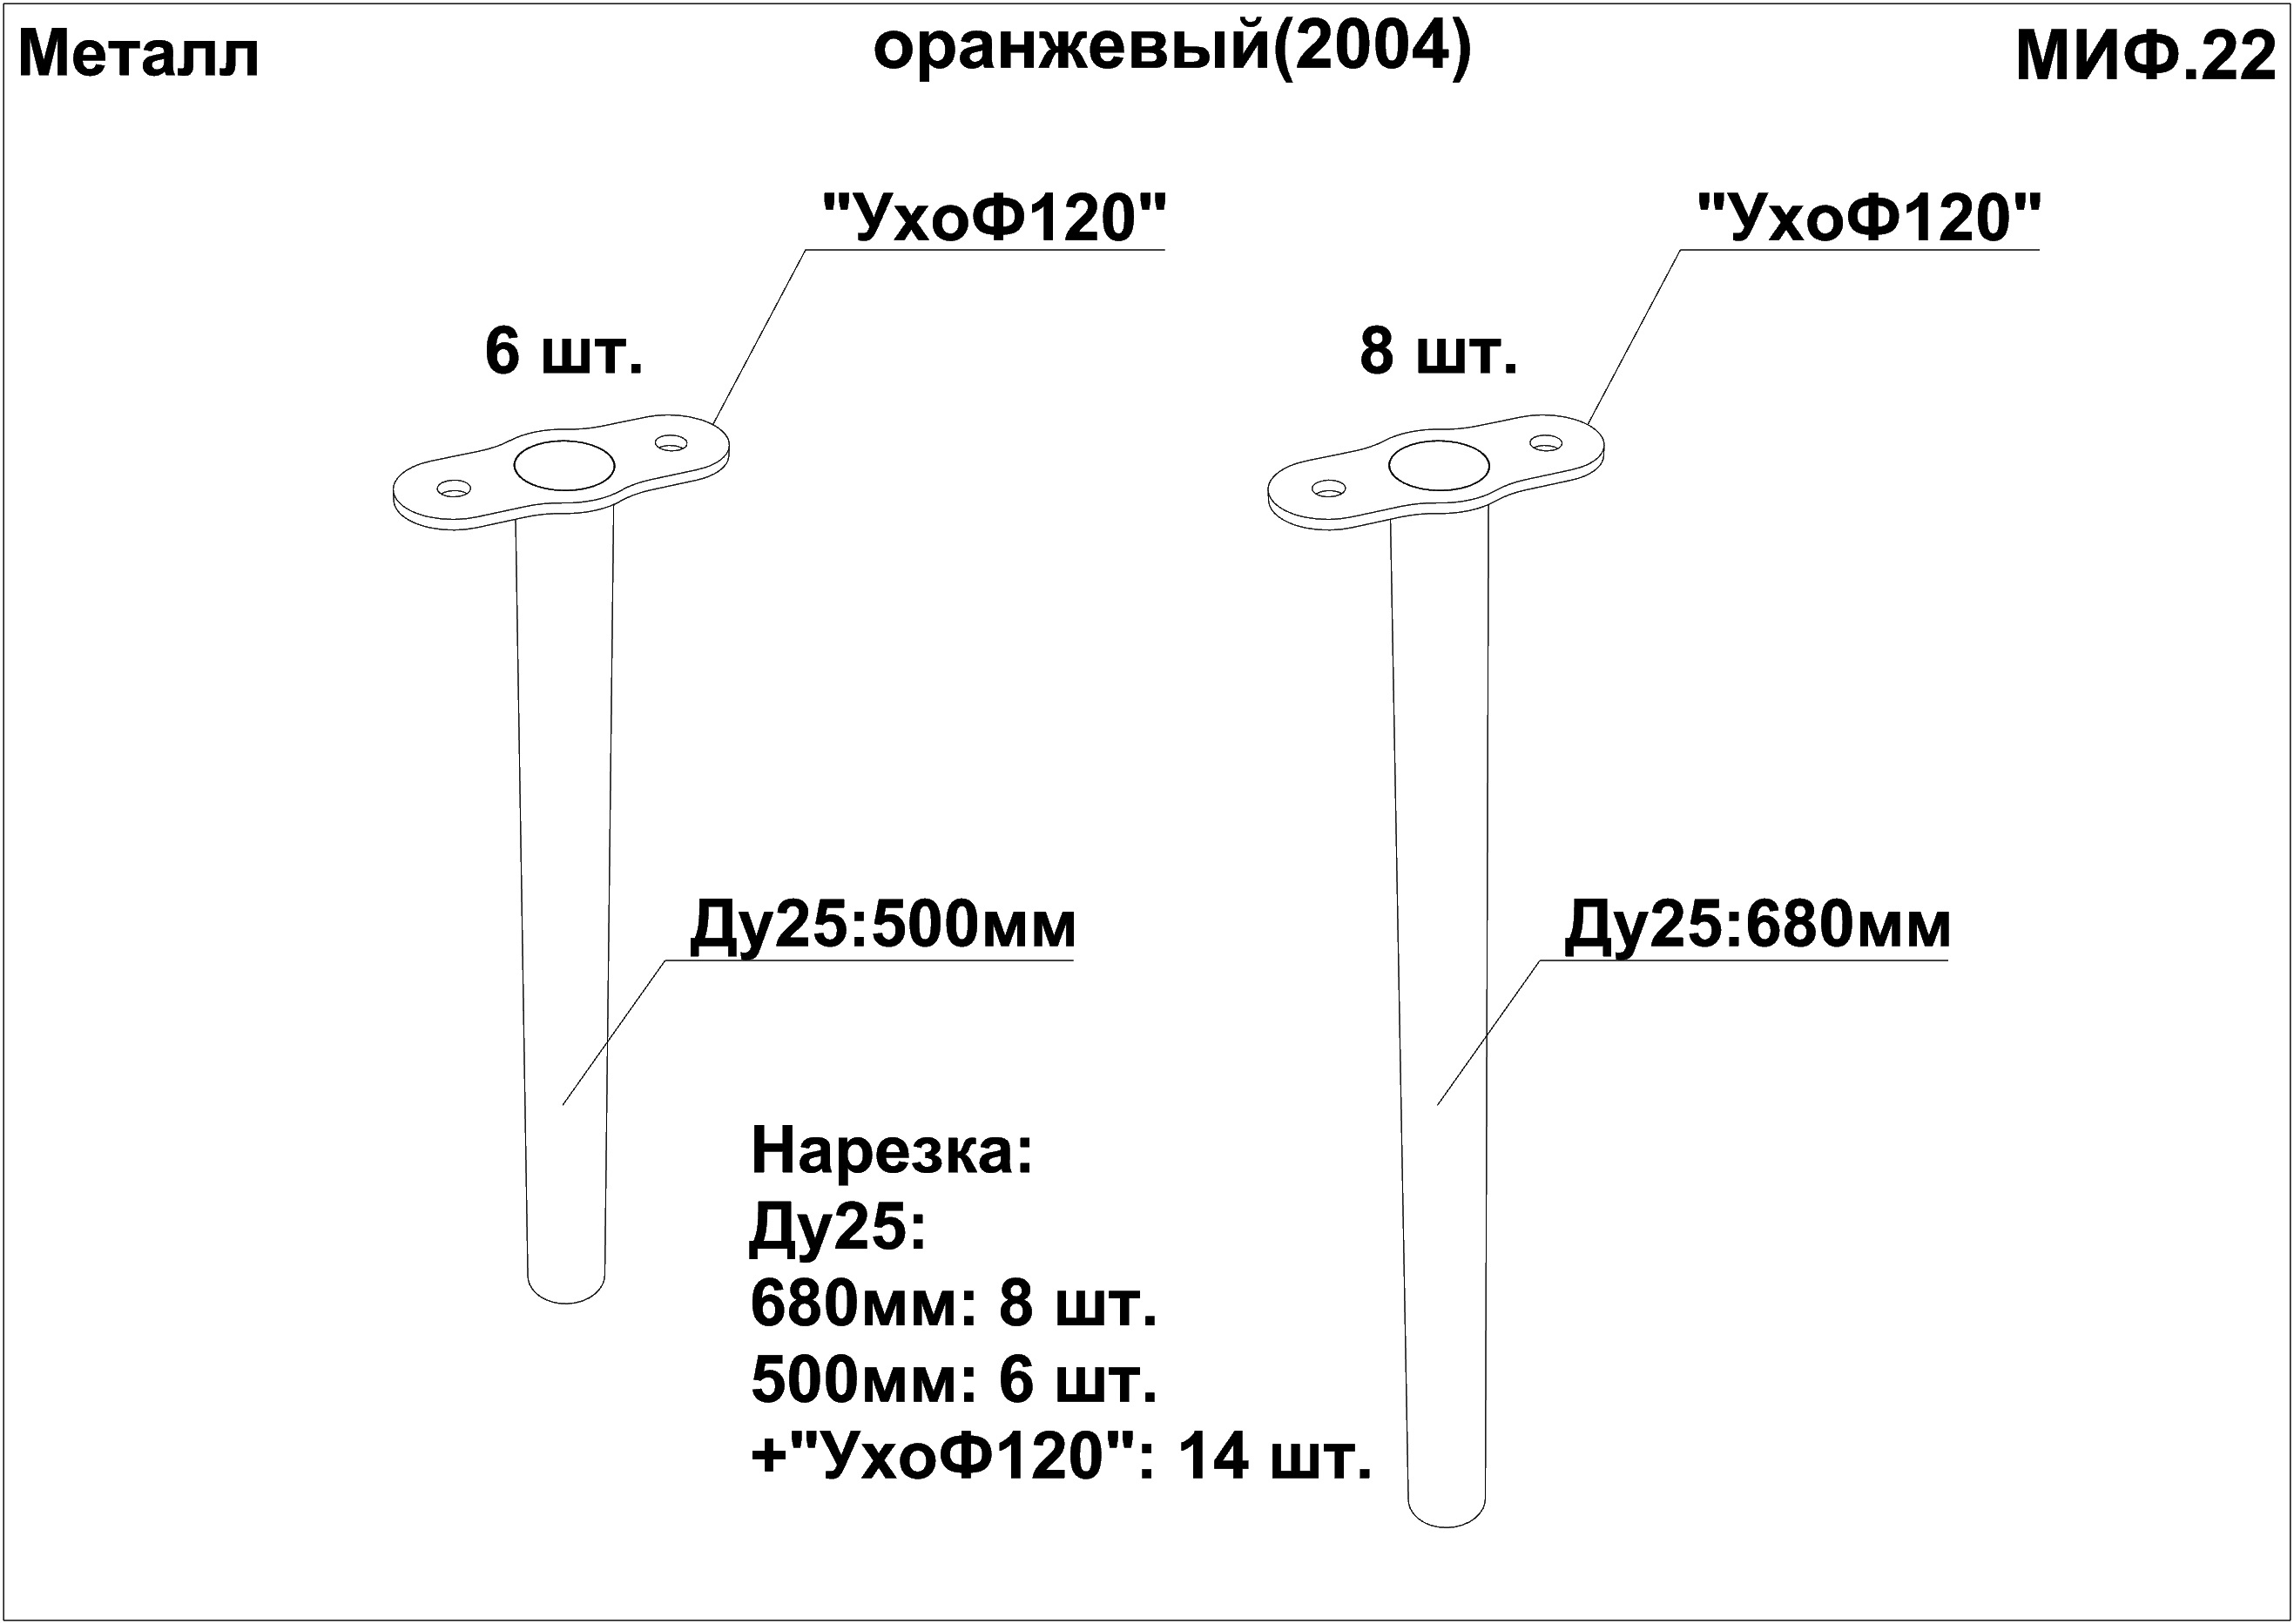 Металл
оранжевый(2004)
МИФ.22
"УхоФ120"
"УхоФ120"
6 шт.
8 шт.
Ду25:500мм
Ду25:680мм
Нарезка:
Ду25:
680мм: 8 шт.
500мм: 6 шт.
+"УхоФ120": 14 шт.